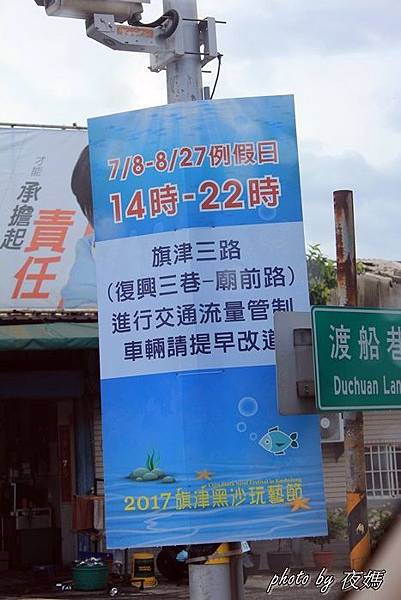 才能
承擔起
責任
7/8-8/27例假日
14時-22時
旗津三路
(復興三巷-廟前路)
進行交通流量管制
車輛請提早改道
2017旗津黑沙玩藝節
渡船巷
Duchuan Lan
photo by 夜媽